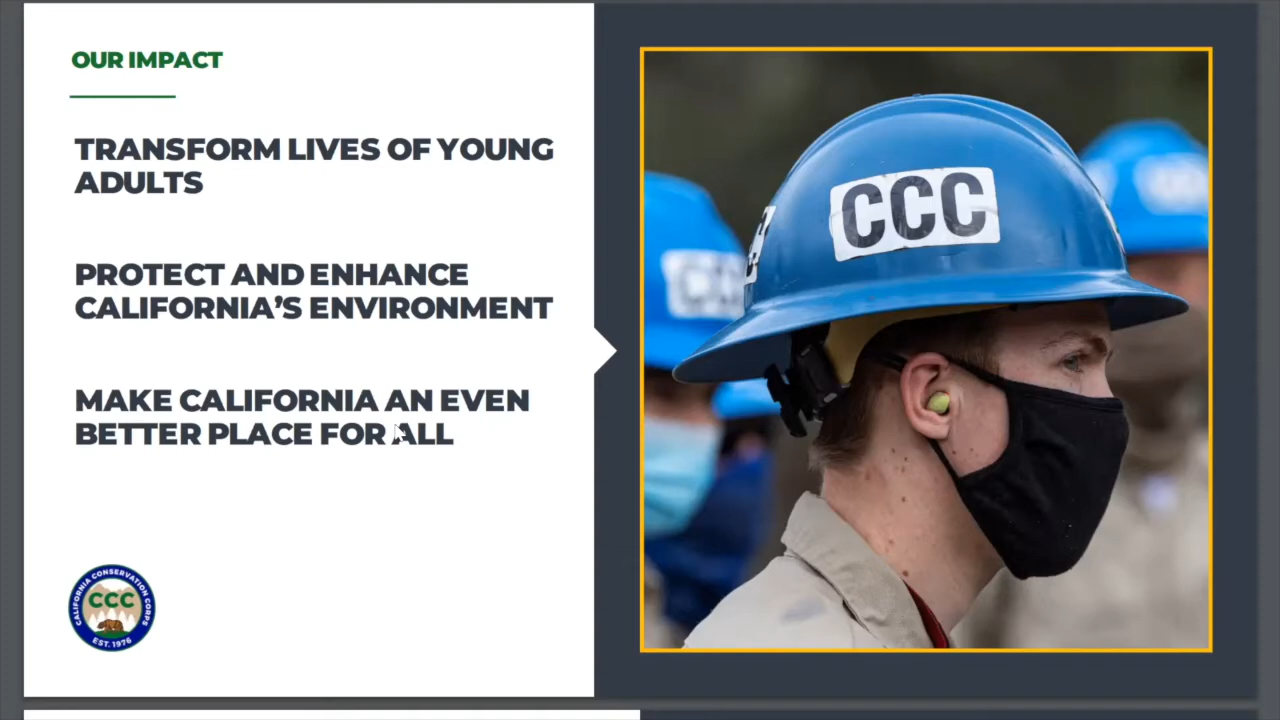 OUR IMPACT
TRANSFORM LIVES OF YOUNG
ADULTS
PROTECT AND ENHANCE
CALIFORNIA’S ENVIRONMENT
MAKE CALIFORNIA AN EVEN
BETTER PLACE FOR ALL
CALIFORNIA CONSERVATION CORPS
CCC
EST. 1976
CCC